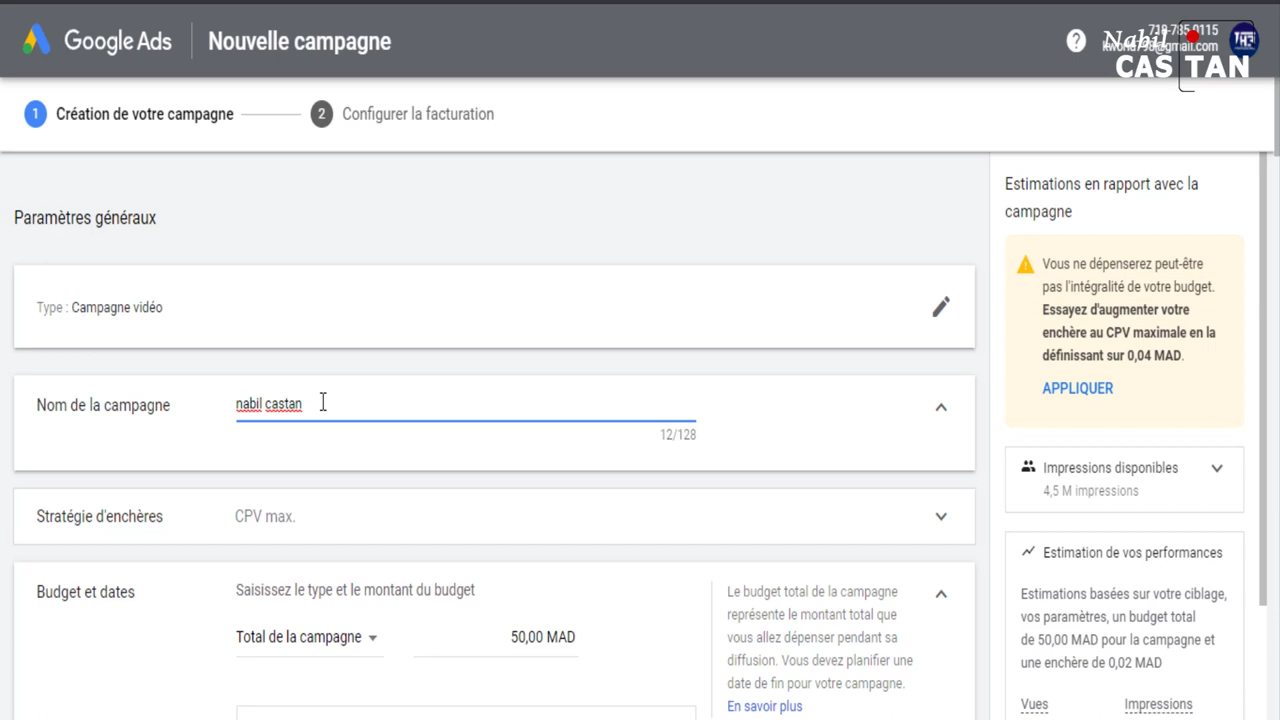 Google Ads
Nouvelle campagne
Nabil
CAS TAN
1 Création de votre campagne
2 Configurer la facturation
Paramètres généraux
Type : Campagne vidéo
Nom de la campagne
nabil castan
12/128
Stratégie d'enchères
CPV max.
Budget et dates
Saisissez le type et le montant du budget
Total de la campagne
50,00 MAD
Le budget total de la campagne
représente le montant total que
vous allez dépenser pendant sa
diffusion. Vous devez planifier une
date de fin pour votre campagne.
En savoir plus
Estimations en rapport avec la
campagne
Vous ne dépenserez peut-être
pas l'intégralité de votre budget.
Essayez d'augmenter votre
enchère au CPV maximale en la
définissant sur 0,04 MAD.
APPLIQUER
Impressions disponibles
4,5 M impressions
Estimation de vos performances
Estimations basées sur votre ciblage,
vos paramètres, un budget total
de 50,00 MAD pour la campagne et
une enchère de 0,02 MAD
Vues
Impressions